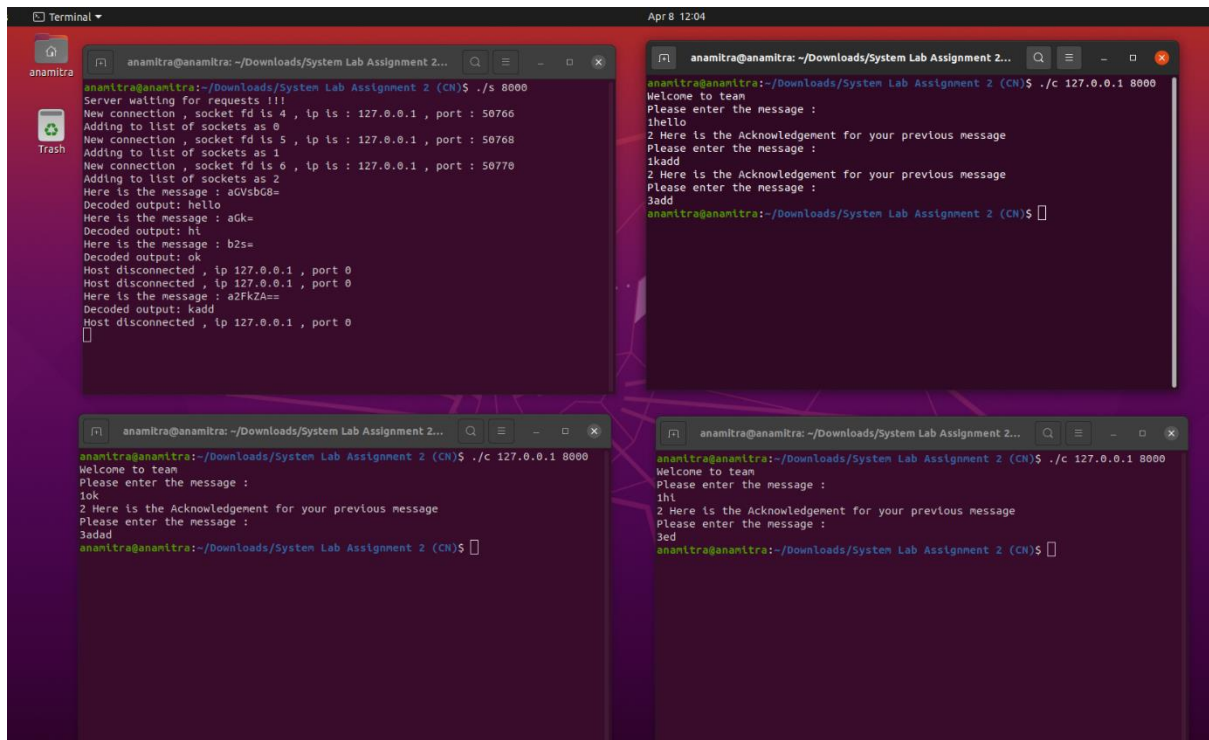 Terminal
Apr 8 12:04
anamitra
Trash
anamitra@anamitra: ~/Downloads/System Lab Assignment 2...
anamitra@anamitra:~/Downloads/System Lab Assignment 2 (CN)$ ./s 8000
Server waiting for requests !!!
New connection , socket fd is 4 , ip is : 127.0.0.1 , port : 50766
Adding to list of sockets as 0
New connection , socket fd is 5 , ip is : 127.0.0.1 , port : 50768
Adding to list of sockets as 1
New connection , socket fd is 6 , ip is : 127.0.0.1 , port : 50770
Adding to list of sockets as 2
Here is the message : aGVsbG8=
Decoded output: hello
Here is the message : aGk=
Decoded output: hi
Here is the message : b2s=
Decoded output: ok
Host disconnected , ip 127.0.0.1 , port 0
Host disconnected , ip 127.0.0.1 , port 0
Here is the message : a2FkZA==
Decoded output: kadd
Host disconnected , ip 127.0.0.1 , port 0
anamitra@anamitra: ~/Downloads/System Lab Assignment 2...
anamitra@anamitra:~/Downloads/System Lab Assignment 2 (CN)$ ./c 127.0.0.1 8000
Welcome to team
Please enter the message :
1hello
2 Here is the Acknowledgement for your previous message
Please enter the message :
1kadd
2 Here is the Acknowledgement for your previous message
Please enter the message :
3add
anamitra@anamitra:~/Downloads/System Lab Assignment 2 (CN)$
anamitra@anamitra: ~/Downloads/System Lab Assignment 2...
anamitra@anamitra:~/Downloads/System Lab Assignment 2 (CN)$ ./c 127.0.0.1 8000
Welcome to team
Please enter the message :
1ok
2 Here is the Acknowledgement for your previous message
Please enter the message :
3adad
anamitra@anamitra:~/Downloads/System Lab Assignment 2 (CN)$
anamitra@anamitra: ~/Downloads/System Lab Assignment 2...
anamitra@anamitra:~/Downloads/System Lab Assignment 2 (CN)$ ./c 127.0.0.1 8000
Welcome to team
Please enter the message :
1hi
2 Here is the Acknowledgement for your previous message
Please enter the message :
3ed
anamitra@anamitra:~/Downloads/System Lab Assignment 2 (CN)$